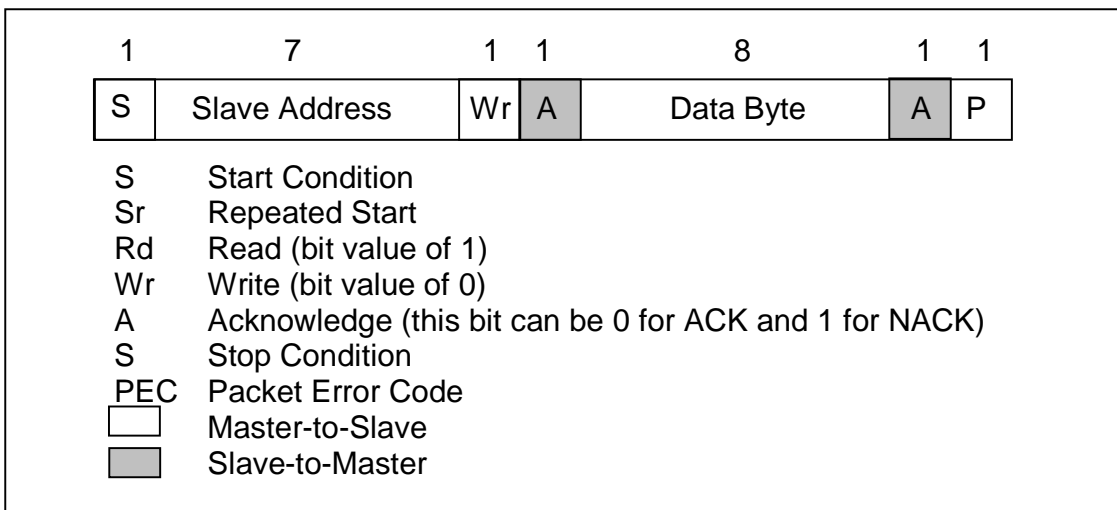 1 7 1 1 8 1 1
S Slave Address Wr A Data Byte A P
S Start Condition
Sr Repeated Start
Rd Read (bit value of 1)
Wr Write (bit value of 0)
A Acknowledge (this bit can be 0 for ACK and 1 for NACK)
S Stop Condition
PEC Packet Error Code
Master-to-Slave
Slave-to-Master